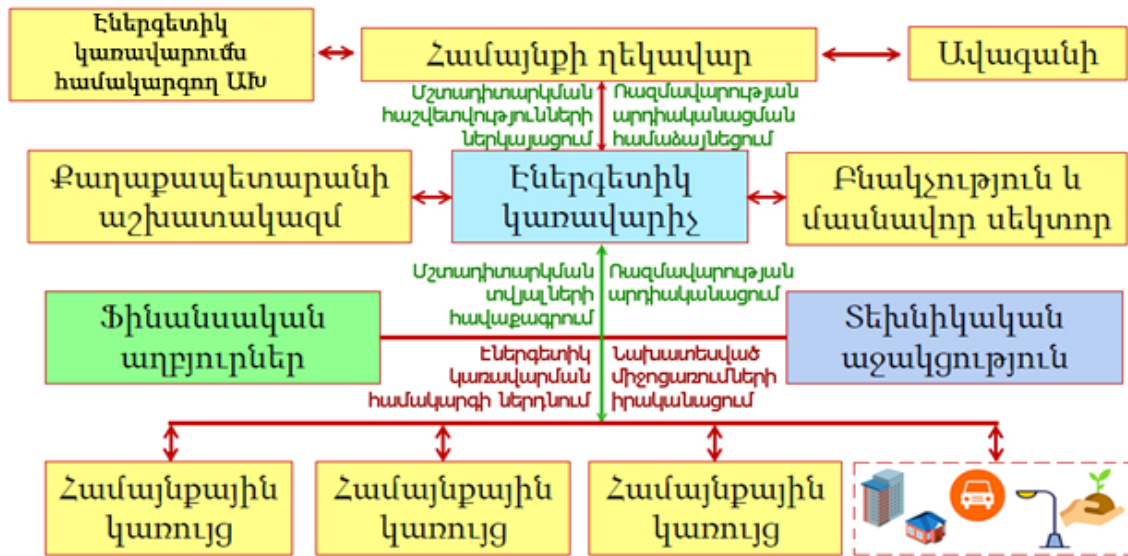 Էներգետիկ
կառավարումն
համակարգող ԱԽ
Համայնքի ղեկավար
Ավագանի
Մշտադիտարկման
հաշվետվությունների
ներկայացում
Ռազմավարության
արդիականացման
համաձայնեցում
Քաղաքապետարանի
աշխատակազմ
Էներգետիկ
կառավարիչ
Բնակչություն և
մասնավոր սեկտոր
Մշտադիտարկման
տվյալների
հավաքագրում
Ռազմավարության
արդիականացում
Ֆինանսական
աղբյուրներ
Տեխնիկական
աջակցություն
Էներգետիկ
կառավարման
համակարգի ներդնում
Նախատեսված
միջոցառումների
իրականացում
Համայնքային
կառույց
Համայնքային
կառույց
Համայնքային
կառույց